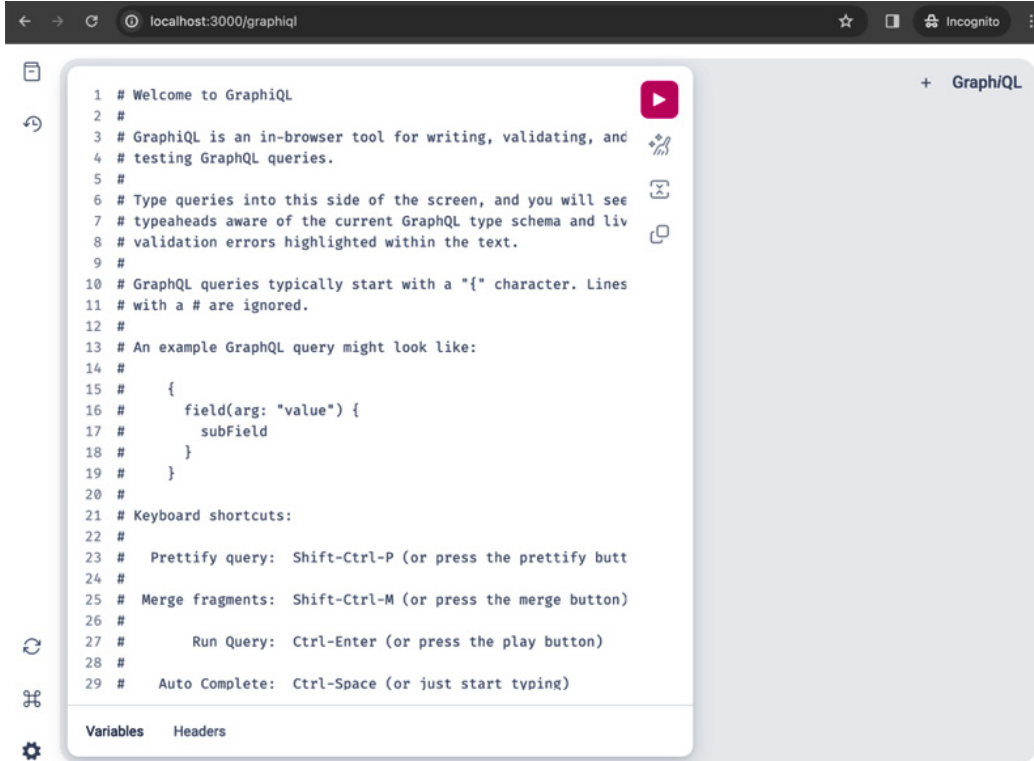 localhost:3000/graphiql
Incognito
+ GraphiQL
1 # Welcome to GraphiQL
2 #
3 # GraphiQL is an in-browser tool for writing, validating, and
4 # testing GraphQL queries.
5 #
6 # Type queries into this side of the screen, and you will see
7 # typeaheads aware of the current GraphQL type schema and liv
8 # validation errors highlighted within the text.
9 #
10 # GraphQL queries typically start with a "{" character. Lines
11 # with a # are ignored.
12 #
13 # An example GraphQL query might look like:
14 #
15 #     {
16 #       field(arg: "value") {
17 #         subField
18 #       }
19 #     }
20 #
21 # Keyboard shortcuts:
22 #
23 #   Prettify query:  Shift-Ctrl-P (or press the prettify butt
24 #
25 #  Merge fragments:  Shift-Ctrl-M (or press the merge button)
26 #
27 #        Run Query:  Ctrl-Enter (or press the play button)
28 #
29 #    Auto Complete:  Ctrl-Space (or just start typing)
Variables Headers